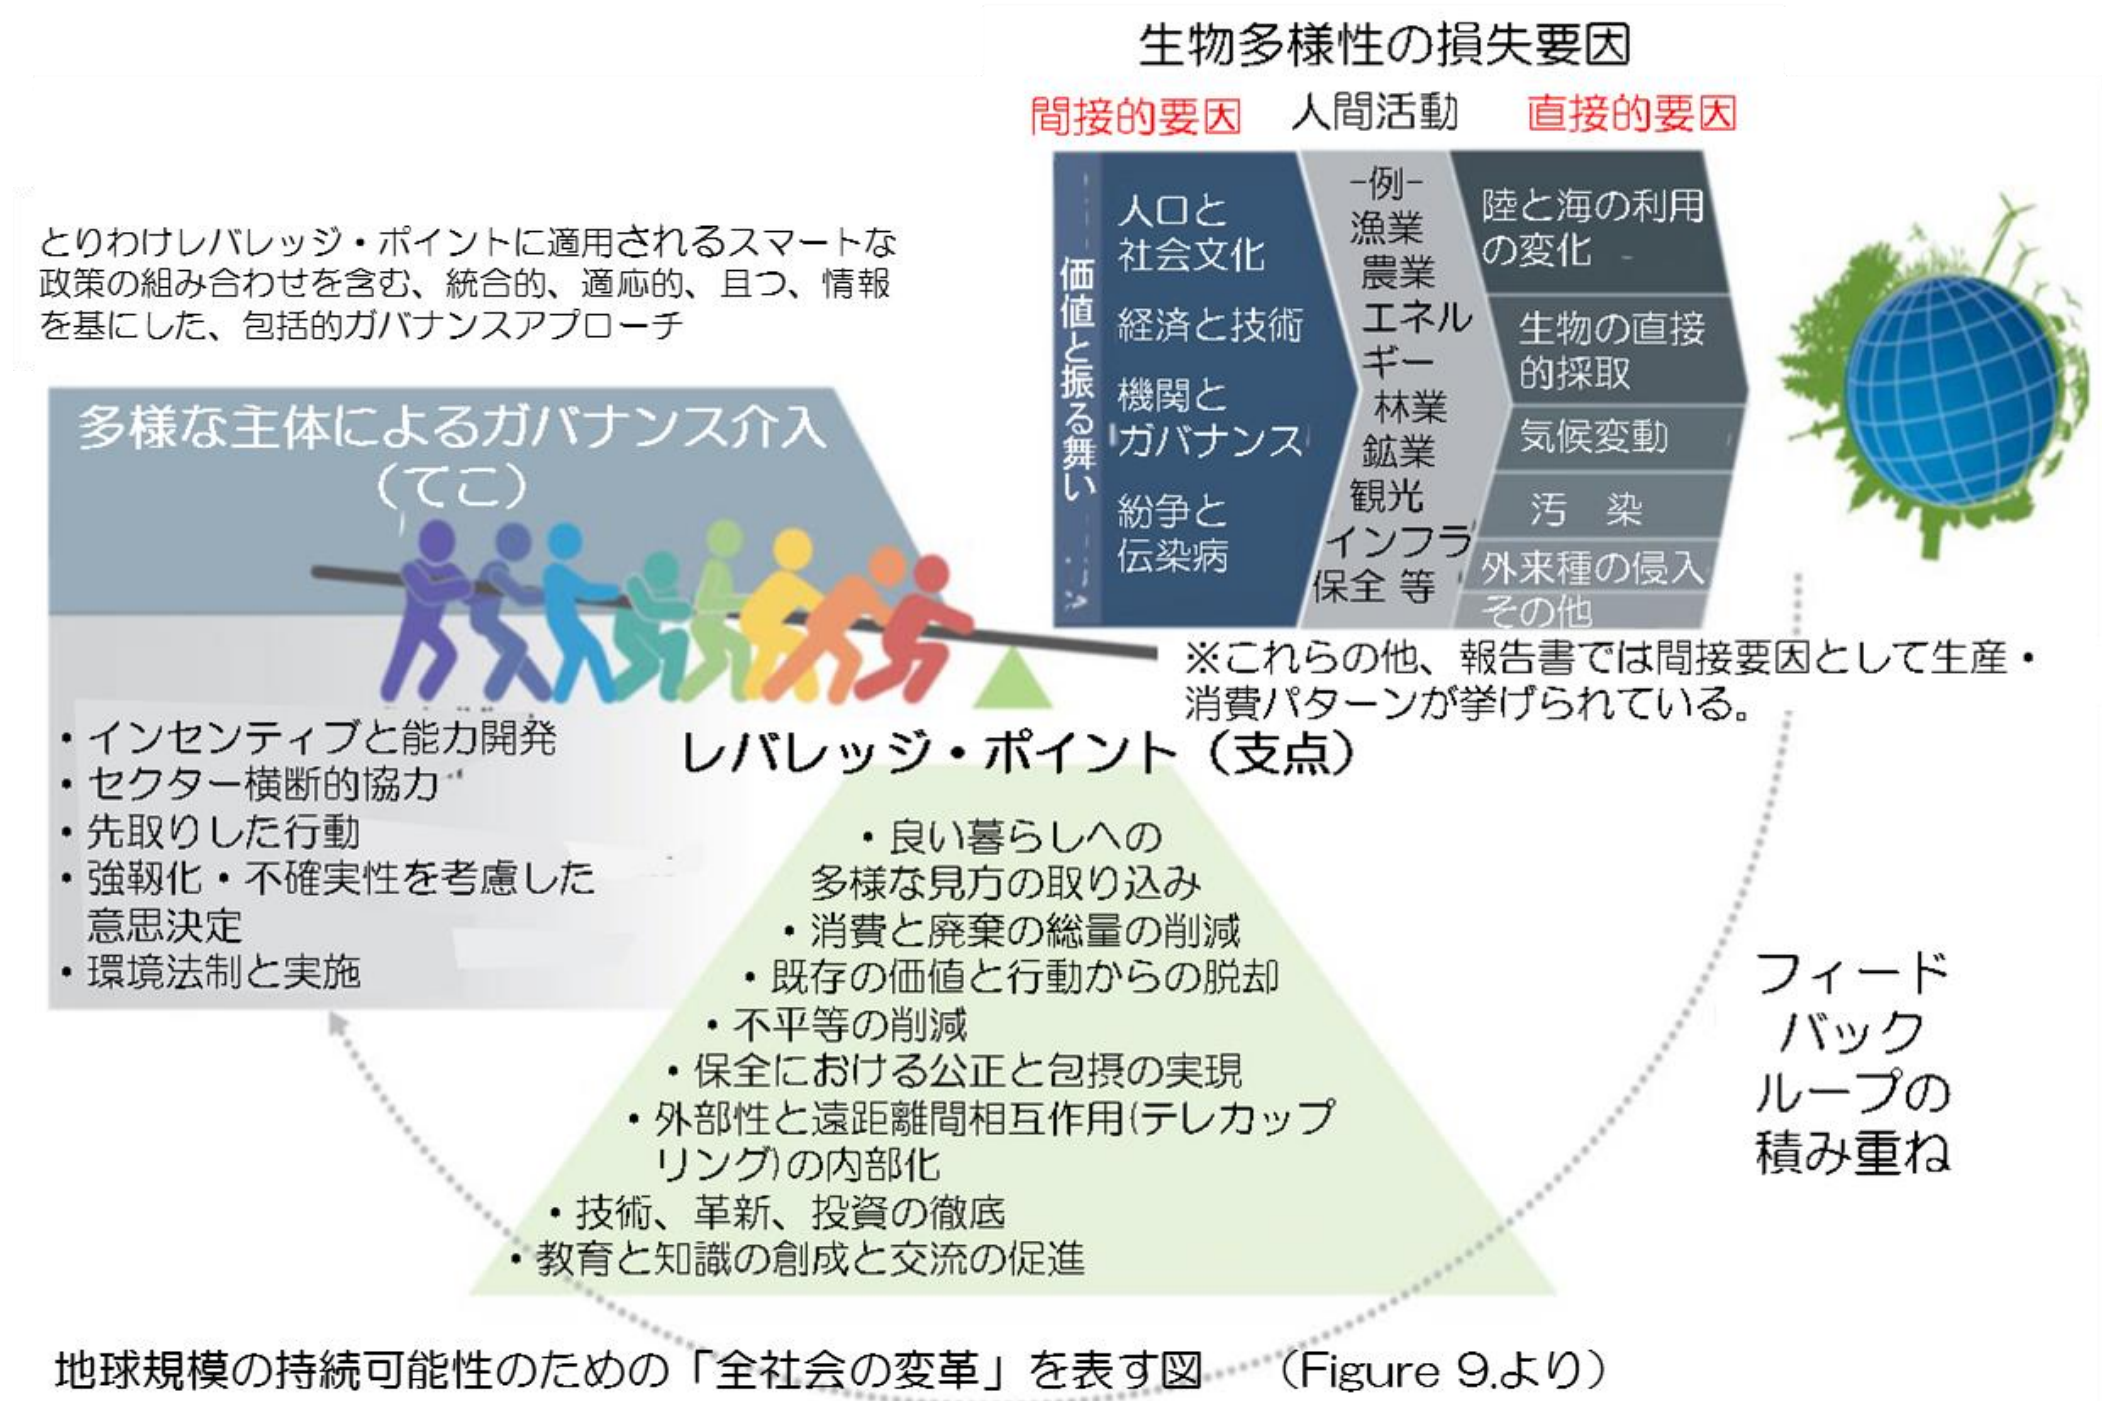 生物多様性の損失要因
間接的要因
人間活動
直接的要因
価値と振る舞い
人口と
社会文化
経済と技術
機関と
ガバナンス
紛争と
伝染病
-例-
漁業
農業
エネル
ギー
林業
鉱業
観光
インフラ
保全 等
陸と海の利用
の変化
生物の直接
的採取
気候変動
汚 染
外来種の侵入
その他
※これらの他、報告書では間接要因として生産・
消費パターンが挙げられている。
とりわけレバレッジ・ポイントに適用されるスマートな
政策の組み合わせを含む、統合的、適応的、且つ、情報
を基にした、包括的ガバナンスアプローチ
多様な主体によるガバナンス介入
(てこ)
・インセンティブと能力開発
・セクター横断的協力
・先取りした行動
・強靱化・不確実性を考慮した
意思決定
・環境法制と実施
レバレッジ・ポイント(支点)
・良い暮らしへの
多様な見方の取り込み
・消費と廃棄の総量の削減
・既存の価値と行動からの脱却
・不平等の削減
・保全における公正と包摂の実現
・外部性と遠距離間相互作用(テレカップ
リング)の内部化
・技術、革新、投資の徹底
・教育と知識の創成と交流の促進
フィード
バック
ループの
積み重ね
地球規模の持続可能性のための「全社会の変革」を表す図 (Figure 9.より)